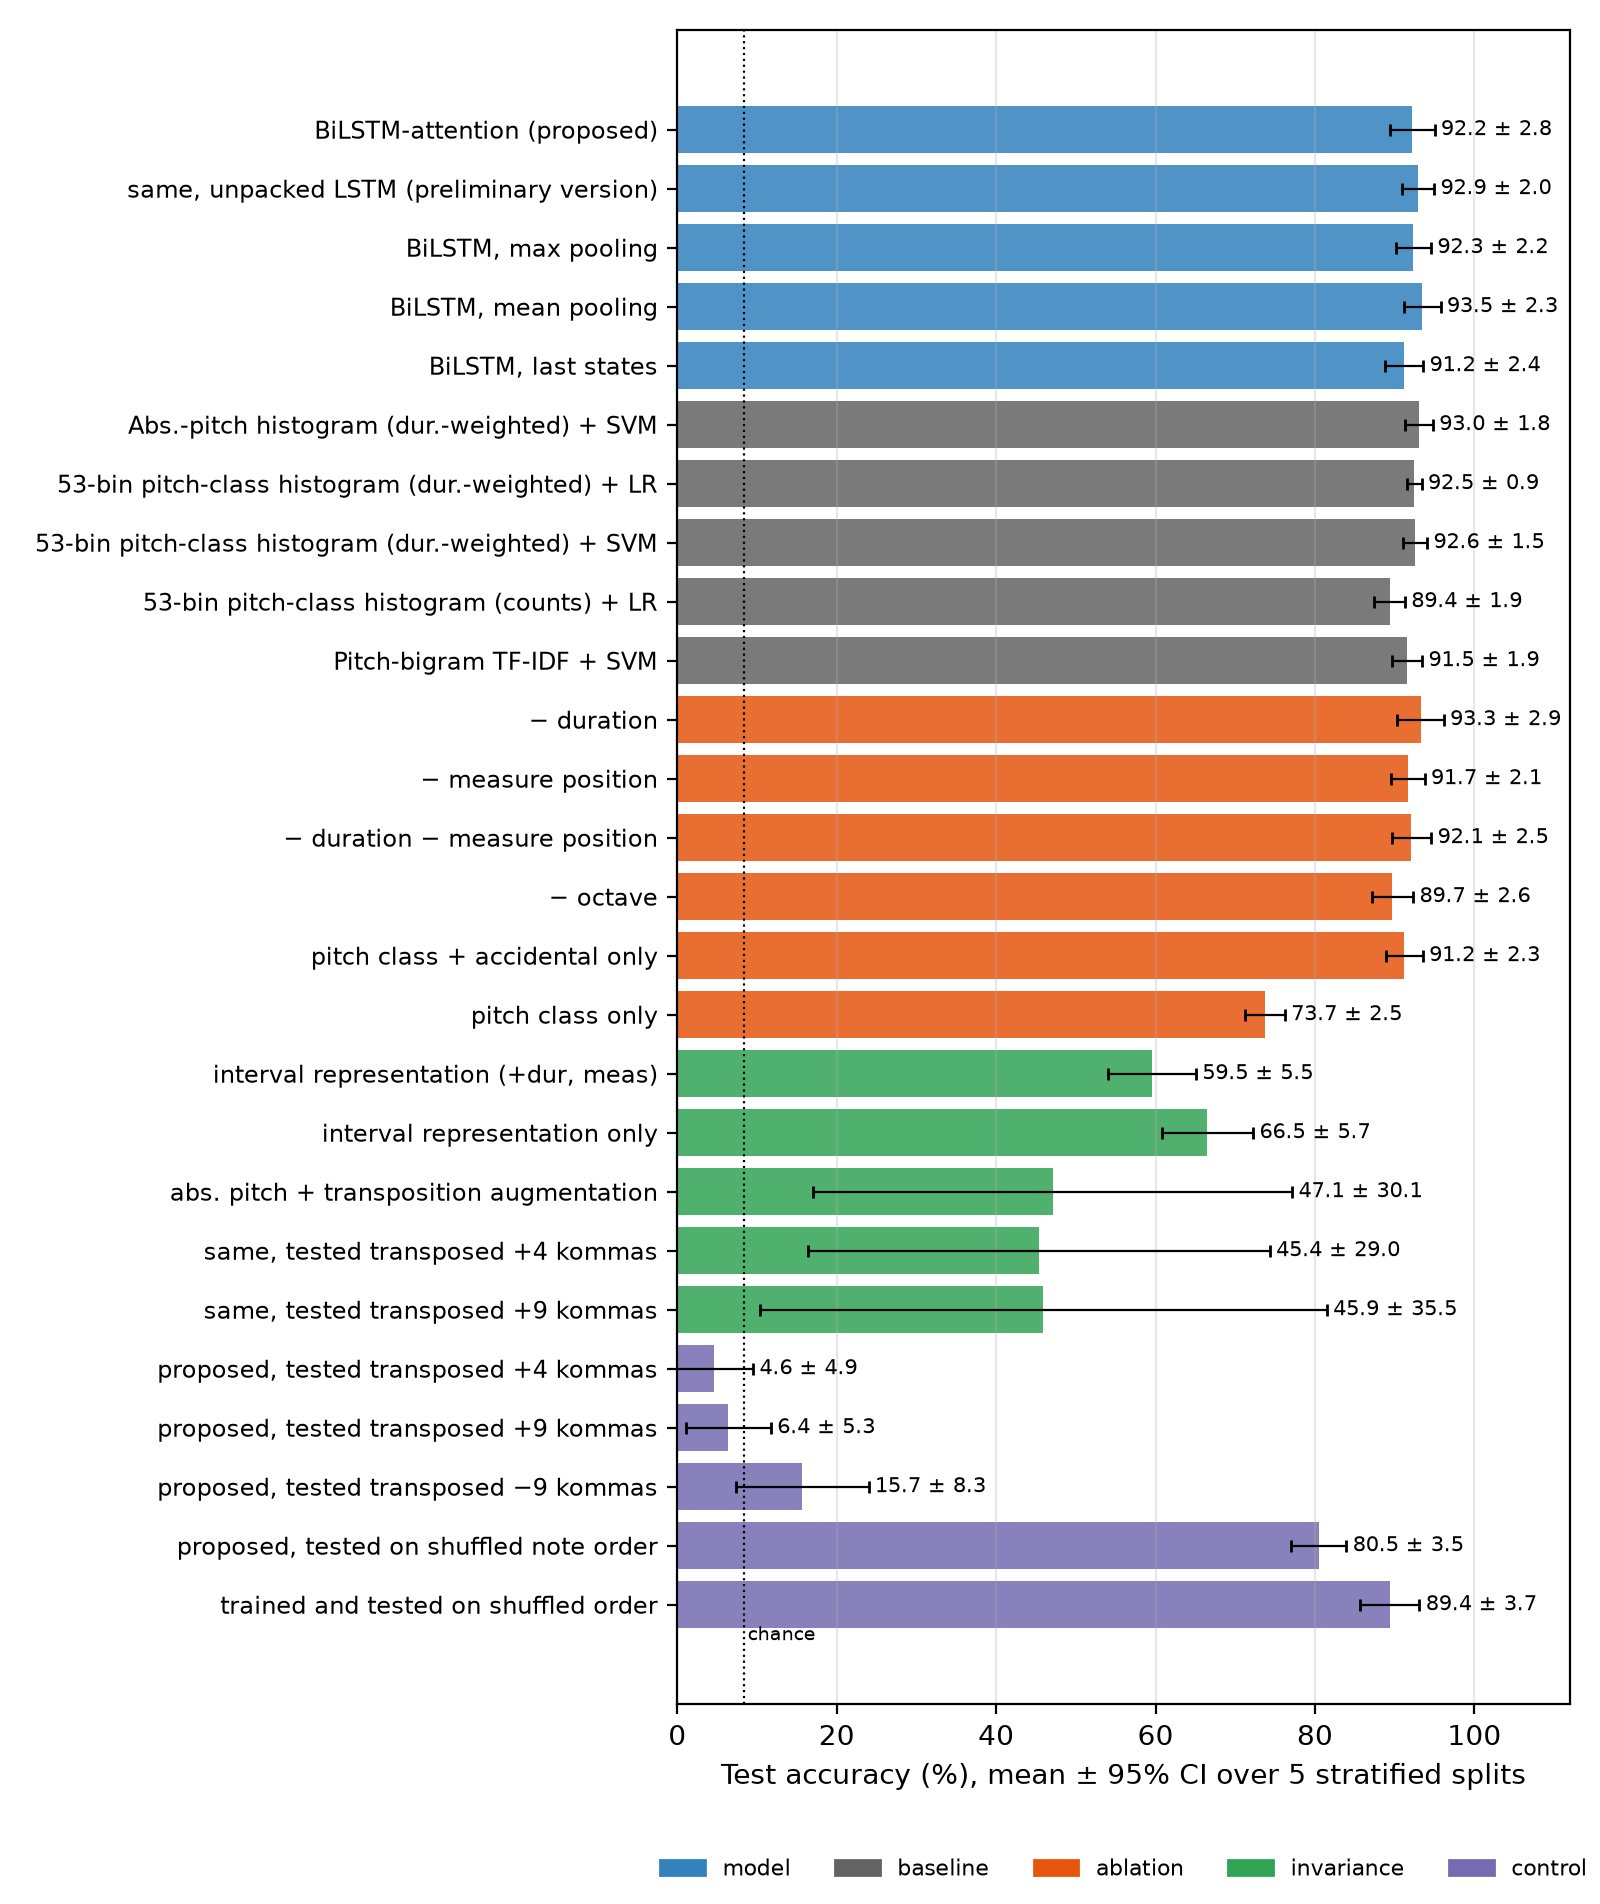 BiLSTM-attention (proposed) 92.2 ± 2.8
same, unpacked LSTM (preliminary version) 92.9 ± 2.0
BiLSTM, max pooling 92.3 ± 2.2
BiLSTM, mean pooling 93.5 ± 2.3
BiLSTM, last states 91.2 ± 2.4
Abs.-pitch histogram (dur.-weighted) + SVM 93.0 ± 1.8
53-bin pitch-class histogram (dur.-weighted) + LR 92.5 ± 0.9
53-bin pitch-class histogram (dur.-weighted) + SVM 92.6 ± 1.5
53-bin pitch-class histogram (counts) + LR 89.4 ± 1.9
Pitch-bigram TF-IDF + SVM 91.5 ± 1.9
− duration 93.3 ± 2.9
− measure position 91.7 ± 2.1
− duration − measure position 92.1 ± 2.5
− octave 89.7 ± 2.6
pitch class + accidental only 91.2 ± 2.3
pitch class only 73.7 ± 2.5
interval representation (+dur, meas) 59.5 ± 5.5
interval representation only 66.5 ± 5.7
abs. pitch + transposition augmentation 47.1 ± 30.1
same, tested transposed +4 kommas 45.4 ± 29.0
same, tested transposed +9 kommas 45.9 ± 35.5
proposed, tested transposed +4 kommas 4.6 ± 4.9
proposed, tested transposed +9 kommas 6.4 ± 5.3
proposed, tested transposed −9 kommas 15.7 ± 8.3
proposed, tested on shuffled note order 80.5 ± 3.5
trained and tested on shuffled order 89.4 ± 3.7
chance
0 20 40 60 80 100
Test accuracy (%), mean ± 95% CI over 5 stratified splits
model baseline ablation invariance control